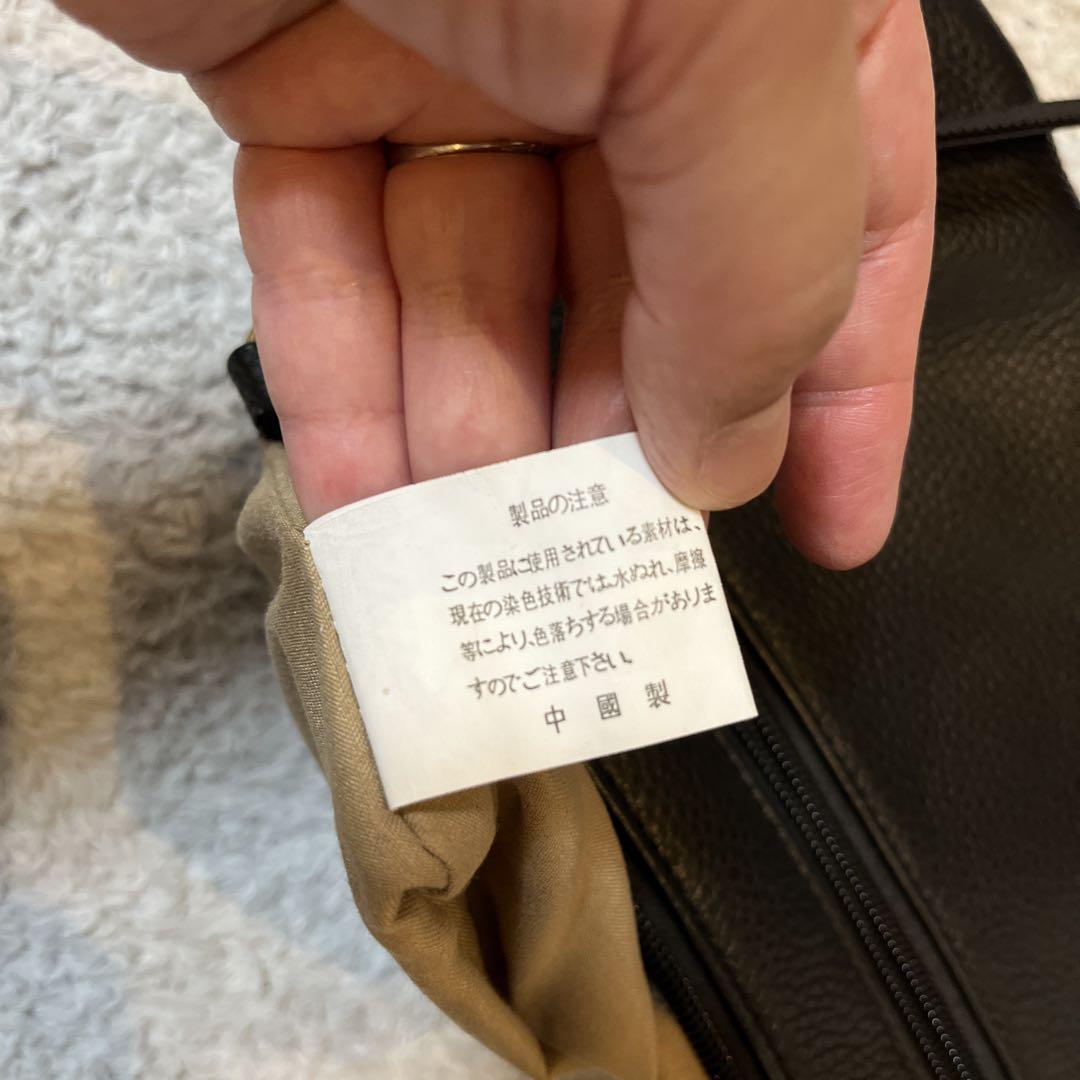 製品の注意
この製品に使用されている素材は、
現在の染色技術では、水ぬれ、摩擦
等により、色落ちする場合がありま
すのでご注意下さい。
中國製